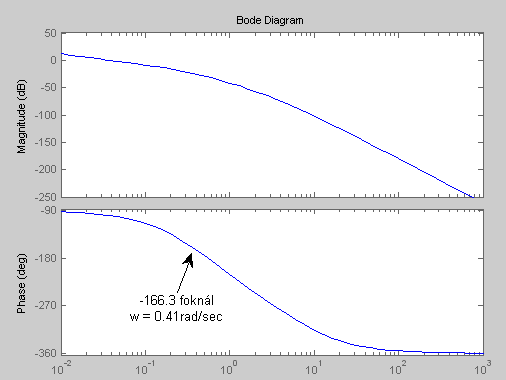 Bode Diagram
Magnitude (dB)
50
0
-50
-100
-150
-200
-250
Phase (deg)
-90
-180
-270
-360
-166.3 foknál
w = 0.41rad/sec
10^-2 10^-1 10^0 10^1 10^2 10^3